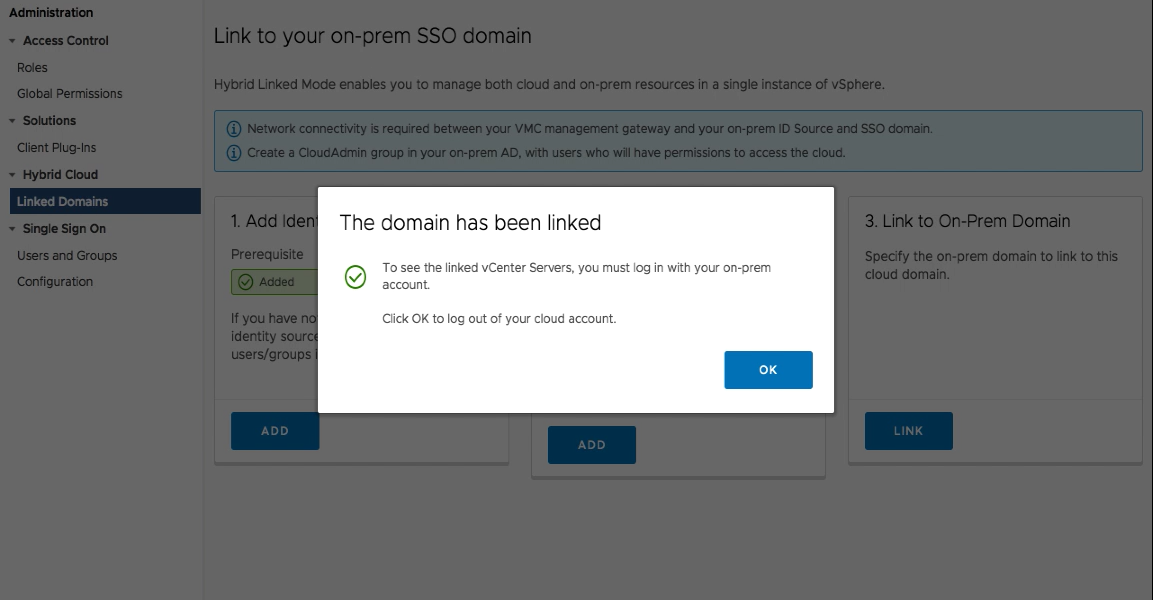 Administration
Access Control
Roles
Global Permissions
Solutions
Client Plug-Ins
Hybrid Cloud
Linked Domains
Single Sign On
Users and Groups
Configuration
Link to your on-prem SSO domain
Hybrid Linked Mode enables you to manage both cloud and on-prem resources in a single instance of vSphere.
Network connectivity is required between your VMC management gateway and your on-prem ID Source and SSO domain.
Create a CloudAdmin group in your on-prem AD, with users who will have permissions to access the cloud.
1. Add
Prerequisite
Added
If you have
identity
users/groups
ADD
The domain has been linked
To see the linked vCenter Servers, you must log in with your on-prem
account.
Click OK to log out of your cloud account.
OK
ADD
3. Link to On-Prem Domain
Specify the on-prem domain to link to this
cloud domain.
LINK